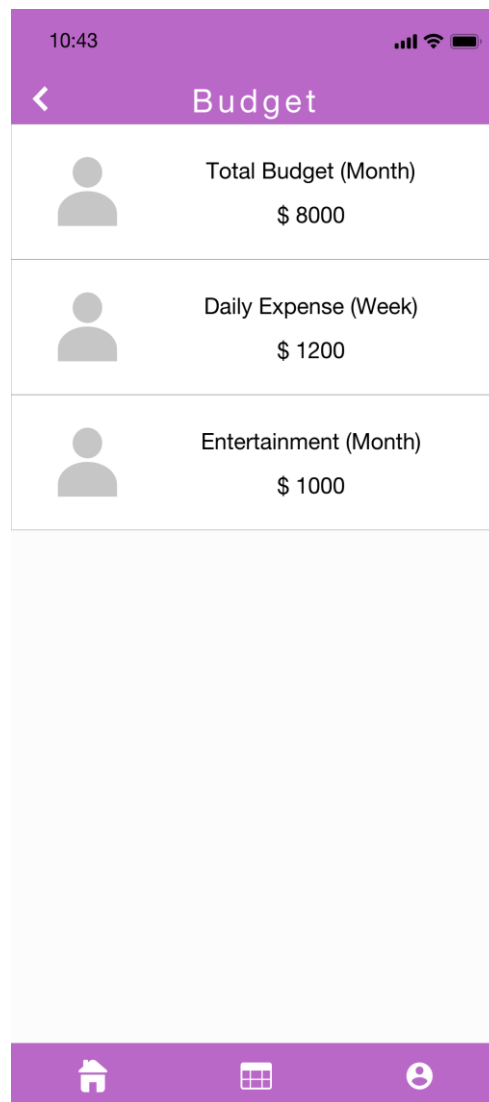 10:43
Budget
Total Budget (Month)
$ 8000
Daily Expense (Week)
$ 1200
Entertainment (Month)
$ 1000